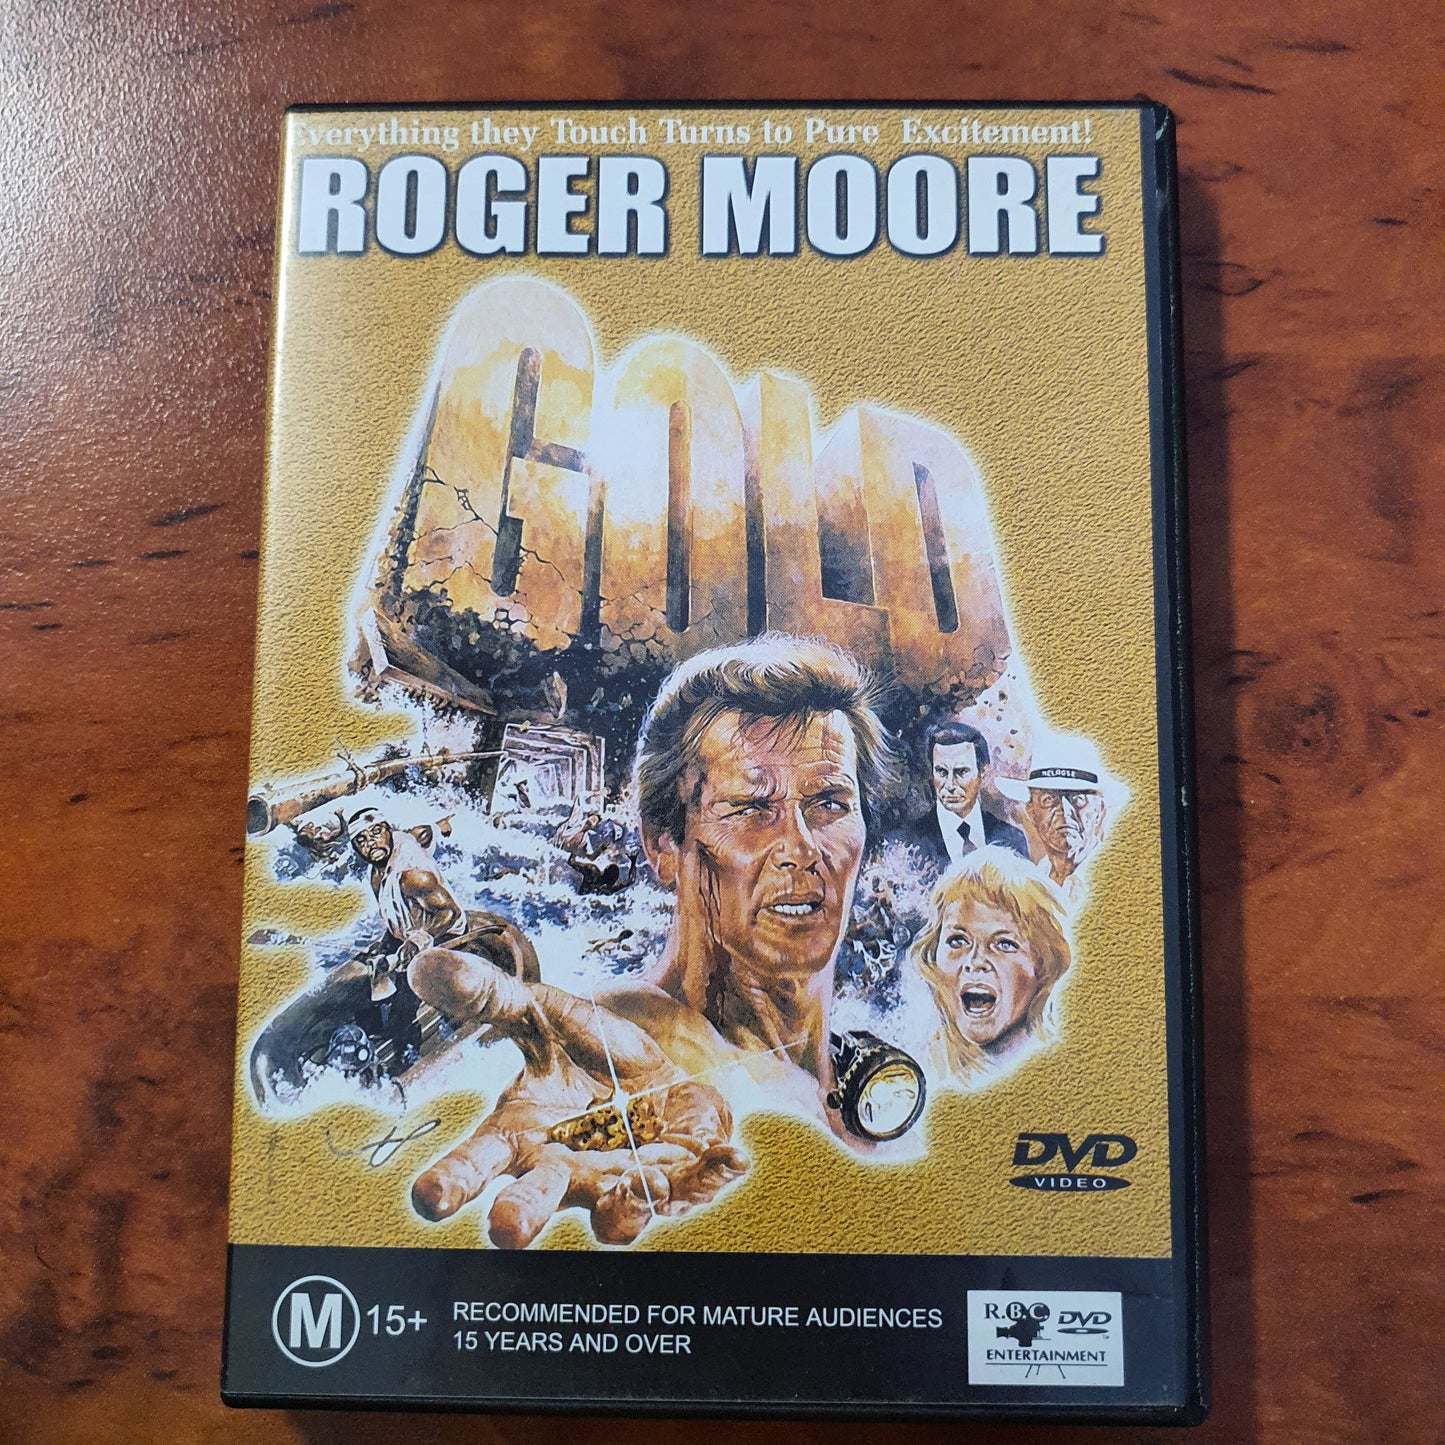 Everything they Touch Turns to Pure Excitement!
ROGER MOORE
GOLD
MELROSE
DVD
VIDEO
M 15+ RECOMMENDED FOR MATURE AUDIENCES
15 YEARS AND OVER
R.B.C DVD
ENTERTAINMENT